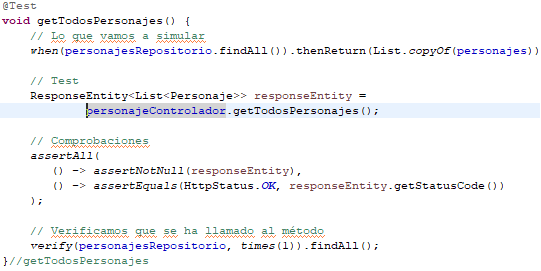 @Test
void getTodosPersonajes() {
// Lo que vamos a simular
when(personajesRepositorio.findAll()).thenReturn(List.copyOf(personajes))
// Test
ResponseEntity<List<Personaje>> responseEntity =
personajeControlador.getTodosPersonajes();
// Comprobaciones
assertAll(
() -> assertNotNull(responseEntity),
() -> assertEquals(HttpStatus.OK, responseEntity.getStatusCode())
);
// Verificamos que se ha llamado al método
verify(personajesRepositorio, times(1)).findAll();
}//getTodosPersonajes